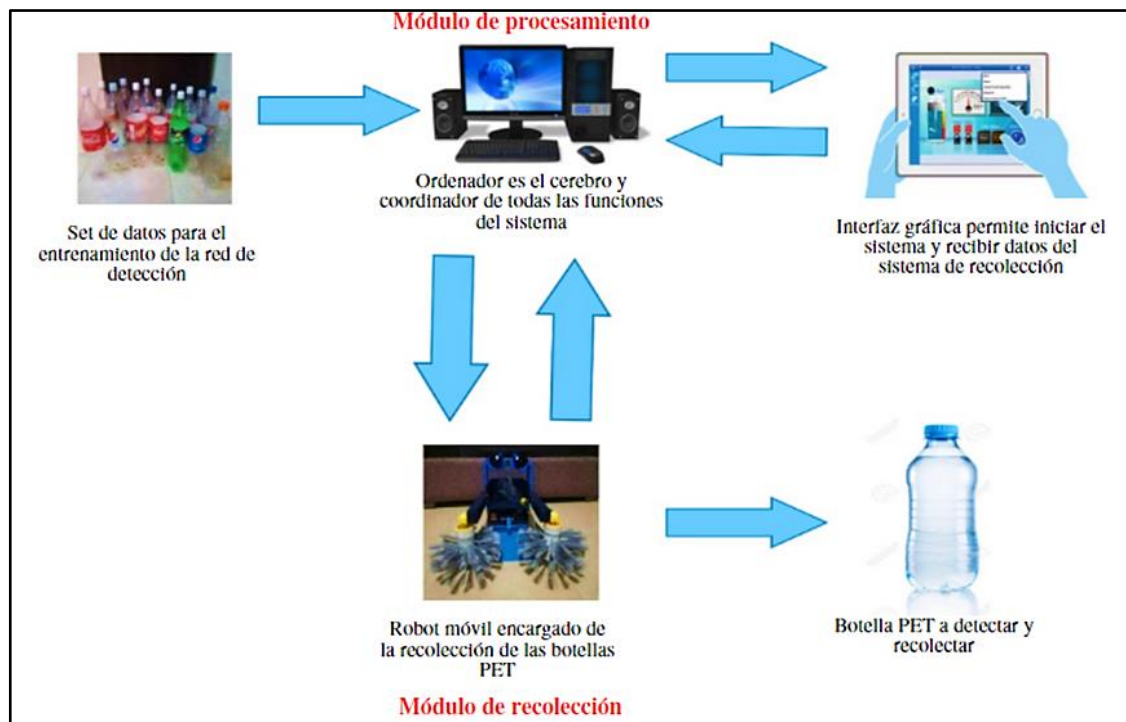 Módulo de procesamiento
Set de datos para el
entrenamiento de la red de
detección
Ordenador es el cerebro y
coordinador de todas las funciones
del sistema
Interfaz gráfica permite iniciar el
sistema y recibir datos del
sistema de recolección
Robot móvil encargado de
la recolección de las botellas
PET
Botella PET a detectar y
recolectar
Módulo de recolección